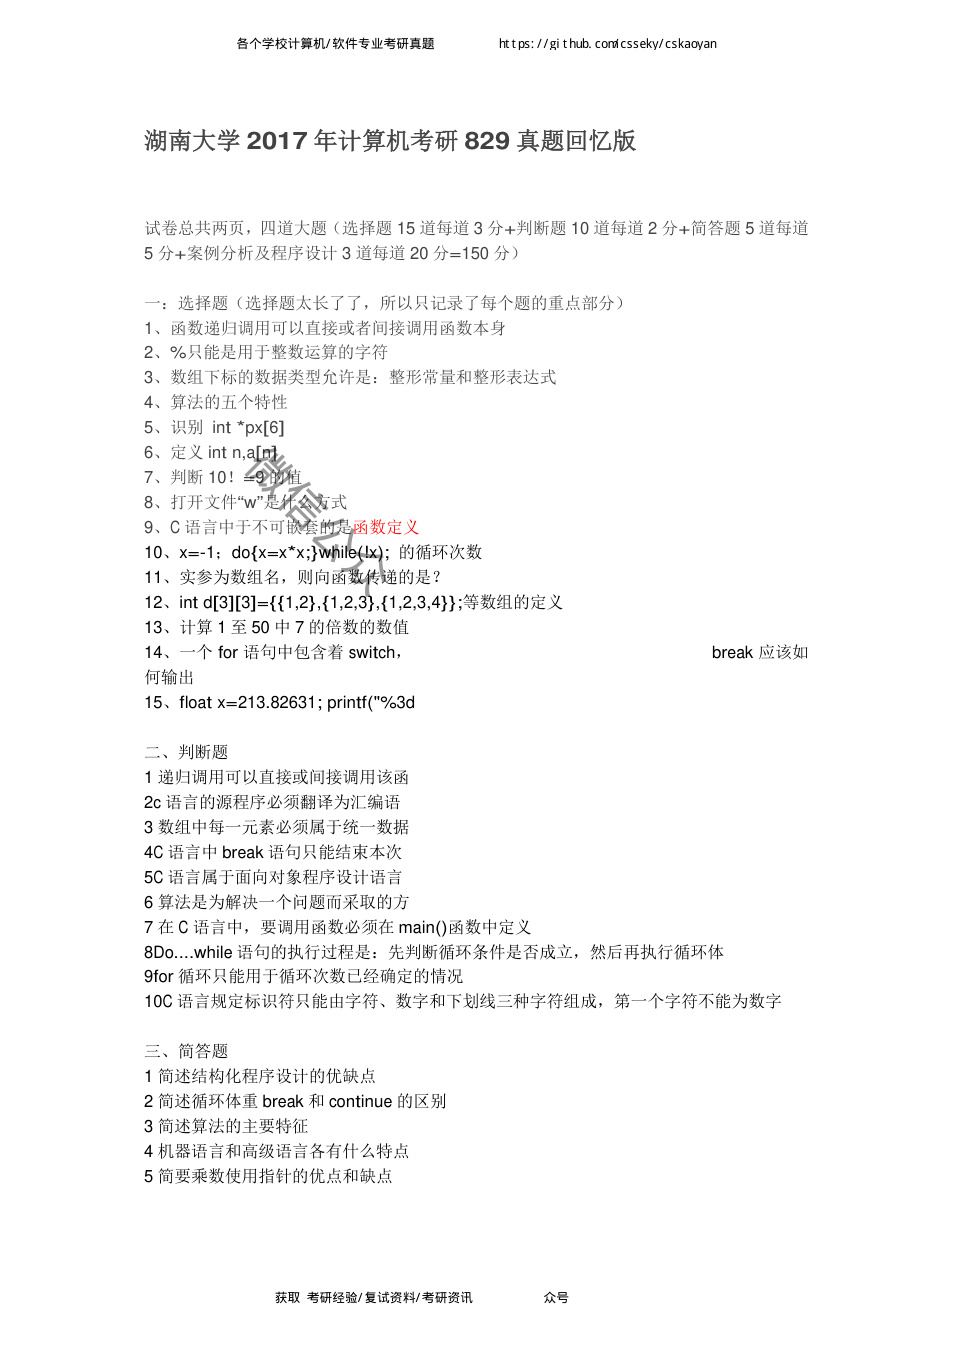 各个学校计算机/软件专业考研真题 https://github.com/csseky/cskaoyan
湖南大学 2017 年计算机考研 829 真题回忆版
试卷总共两页，四道大题（选择题 15 道每道 3 分+判断题 10 道每道 2 分+简答题 5 道每道
5 分+案例分析及程序设计 3 道每道 20 分=150 分）
一：选择题（选择题太长了了，所以只记录了每个题的重点部分）
1、函数递归调用可以直接或者间接调用函数本身
2、%只能是用于整数运算的字符
3、数组下标的数据类型允许是：整形常量和整形表达式
4、算法的五个特性
5、识别 int *px[6]
6、定义 int n,a[n]
7、判断 10！=9 的值
8、打开文件“w”是什么方式
9、C 语言中于不可嵌套的是函数定义
10、x=-1；do{x=x*x;}while(!x); 的循环次数
11、实参为数组名，则向函数传递的是？
12、int d[3][3]={{1,2},{1,2,3},{1,2,3,4}};等数组的定义
13、计算 1 至 50 中 7 的倍数的数值
14、一个 for 语句中包含着 switch， break 应该如
何输出
15、float x=213.82631; printf("%3d
二、判断题
1 递归调用可以直接或间接调用该函
2c 语言的源程序必须翻译为汇编语
3 数组中每一元素必须属于统一数据
4C 语言中 break 语句只能结束本次
5C 语言属于面向对象程序设计语言
6 算法是为解决一个问题而采取的方
7 在 C 语言中，要调用函数必须在 main()函数中定义
8Do....while 语句的执行过程是：先判断循环条件是否成立，然后再执行循环体
9for 循环只能用于循环次数已经确定的情况
10C 语言规定标识符只能由字符、数字和下划线三种字符组成，第一个字符不能为数字
三、简答题
1 简述结构化程序设计的优缺点
2 简述循环体重 break 和 continue 的区别
3 简述算法的主要特征
4 机器语言和高级语言各有什么特点
5 简要乘数使用指针的优点和缺点
微信公众
获取 考研经验/复试资料/考研资讯 众号